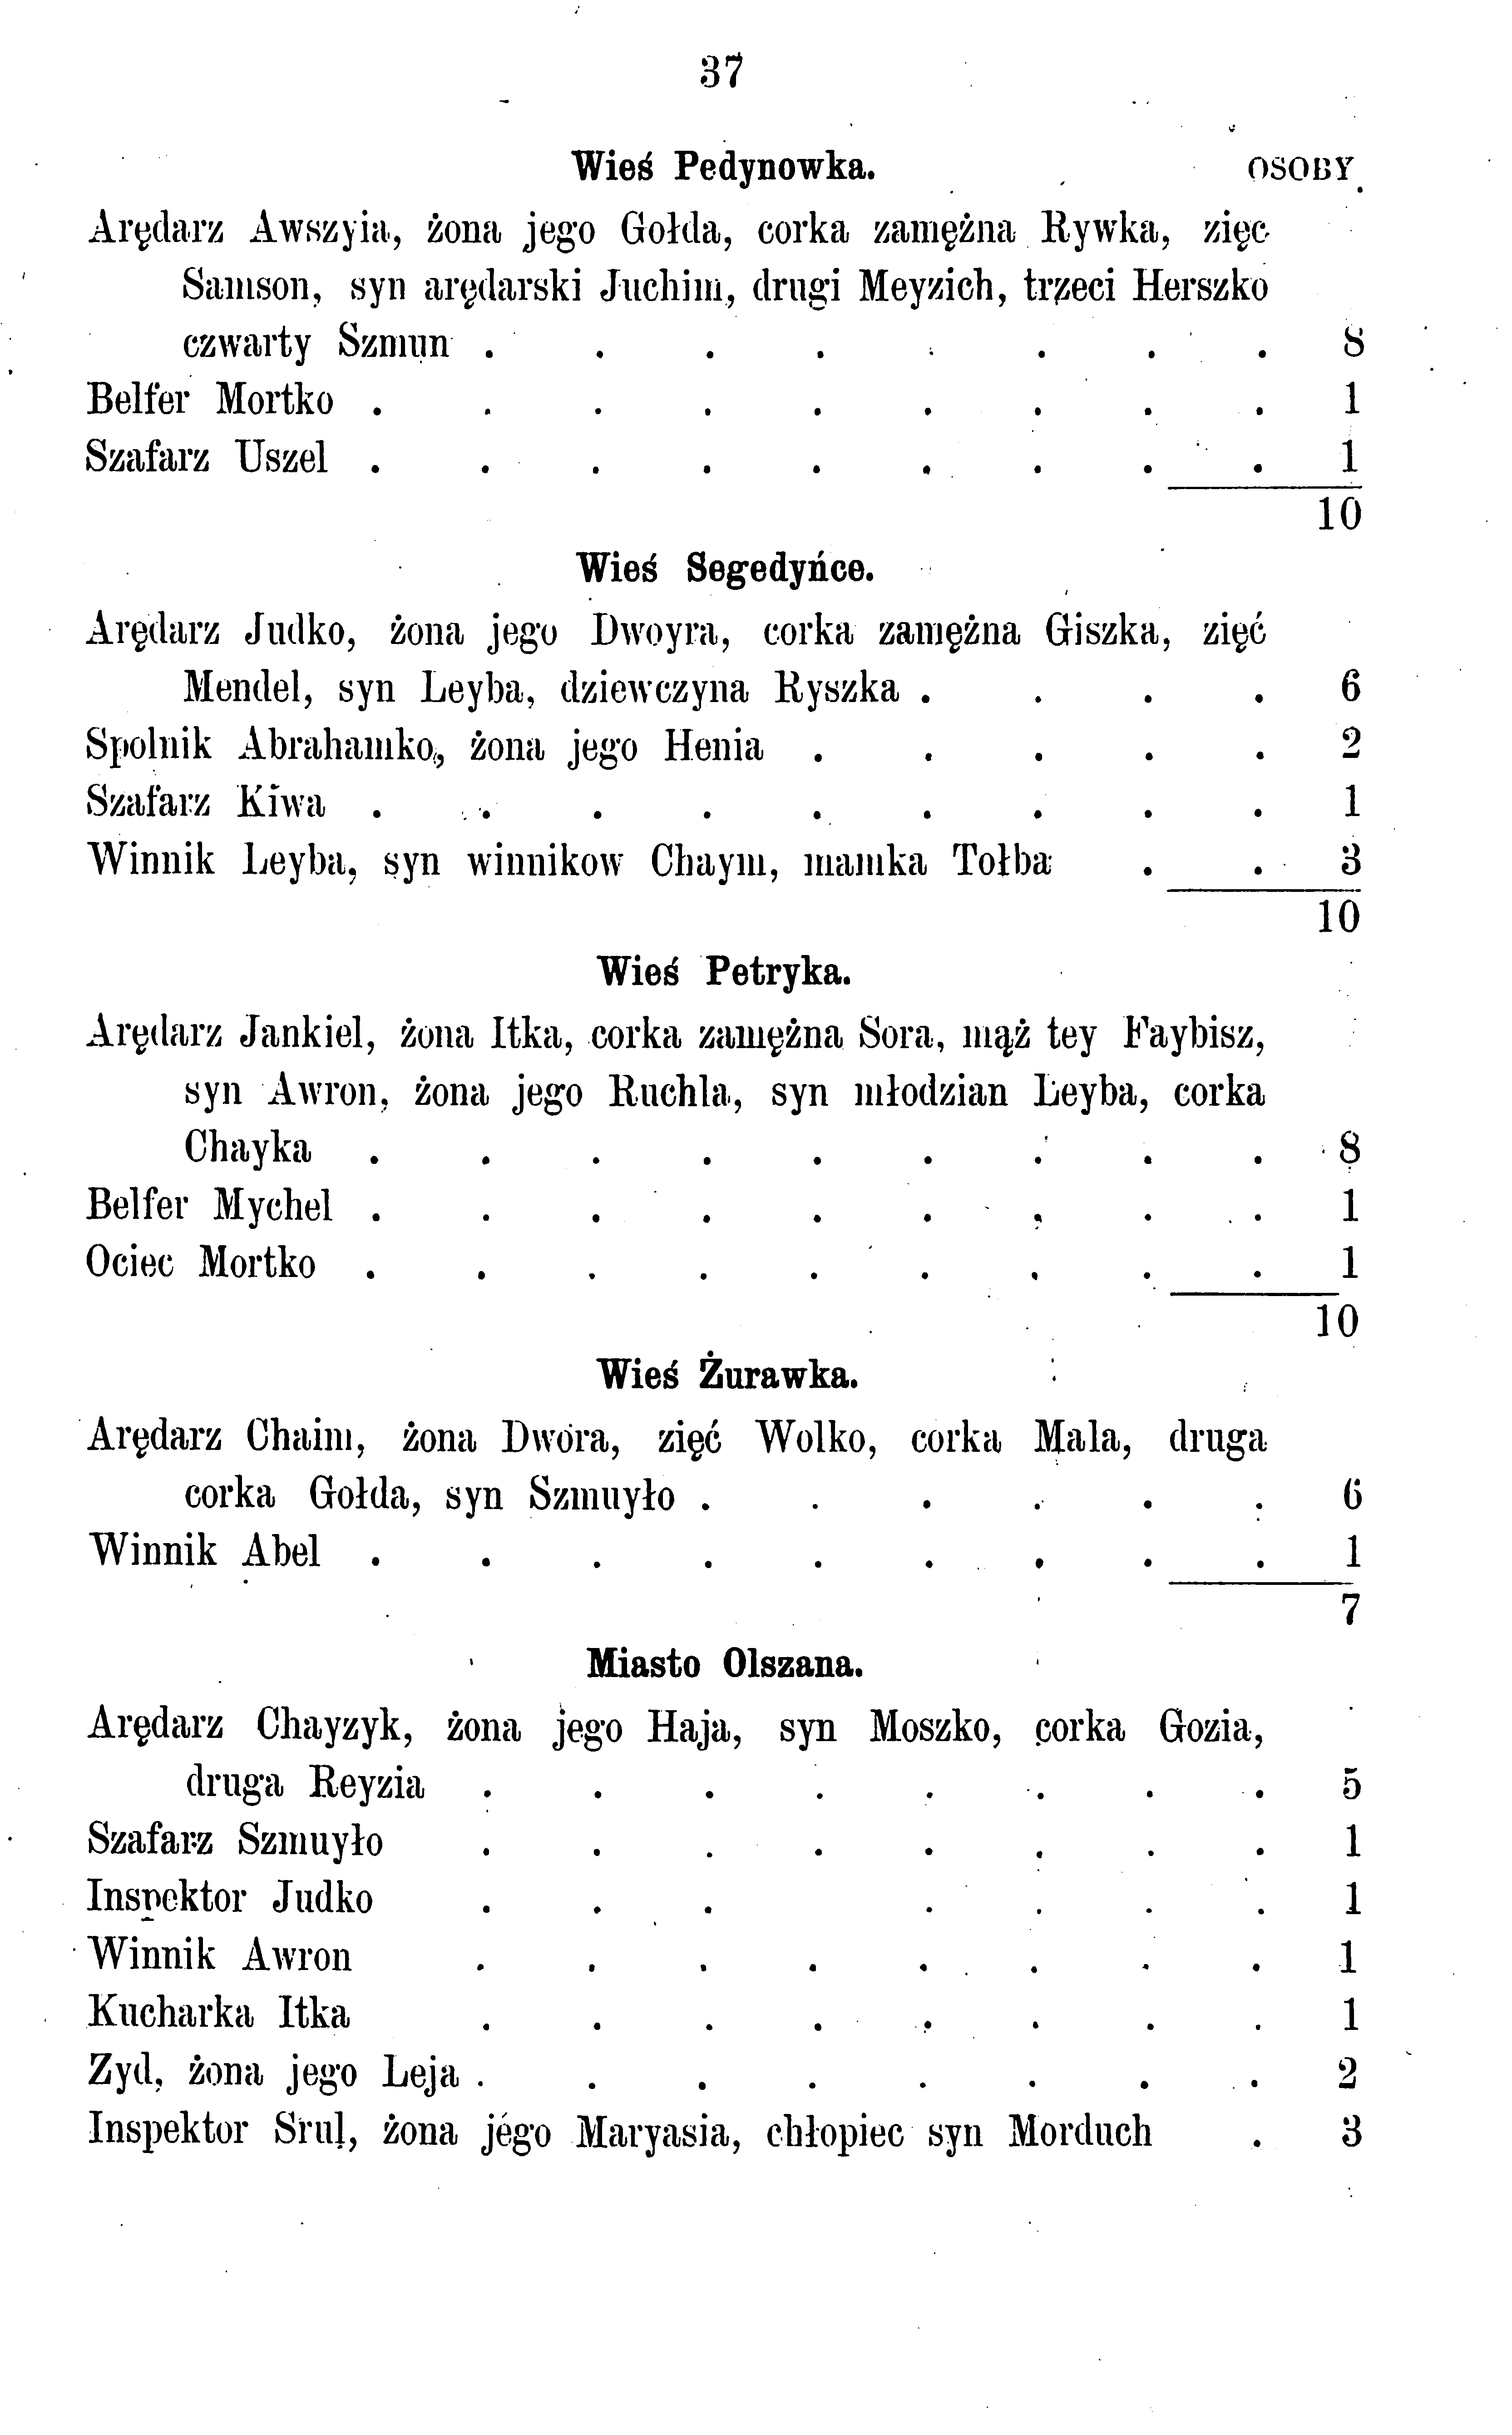 37
Wieś Pedynowka. OSOBY
Arędarz Awszyia, żona jego Gołda, corka zamężna Rywka, zięc
Samson, syn arędarski Juchim, drugi Meyzich, trzeci Herszko
czwarty Szmun . . . . . . . . 8
Belfer Mortko . . . . . . . . . 1
Szafarz Uszel . . . . . . . . . 1
10
Wieś Segedyńce.
Arędarz Judko, żona jego Dwoyra, corka zamężna Giszka, zięć
Mendel, syn Leyba, dziewczyna Ryszka . . . . 6
Spolnik Abrahamko, żona jego Henia . . . . . 2
Szafarz Kiwa . . . . . . . . . 1
Winnik Leyba, syn winnikow Chaym, mamka Tołba . . 3
10
Wieś Petryka.
Arędarz Jankiel, żona Itka, corka zamężna Sora, mąż tey Faybisz,
syn Awron, żona jego Ruchla, syn młodzian Leyba, corka
Chayka . . . . . . . . . 8
Belfer Mychel . . . . . . . . . 1
Ociec Mortko . . . . . . . . . 1
10
Wieś Żurawka.
Arędarz Chaim, żona Dwora, zięć Wolko, corka Mala, druga
corka Gołda, syn Szmuyło . . . . . . 6
Winnik Abel . . . . . . . . . 1
7
Miasto Olszana.
Arędarz Chayzyk, żona jego Haja, syn Moszko, corka Gozia,
druga Reyzia . . . . . . . . 5
Szafarz Szmuyło . . . . . . . . 1
Inspektor Judko . . . . . . . 1
Winnik Awron . . . . . . . . 1
Kucharka Itka . . . . . . . . 1
Zyd, żona jego Leja . . . . . . . . 2
Inspektor Srul, żona jego Maryasia, chłopiec syn Morduch . 3